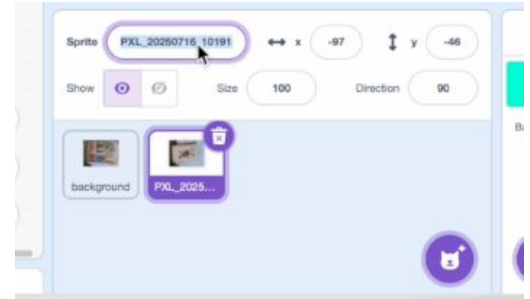 Sprite PXL_20250716_10191 x -97 y -46
Show Size 100 Direction 90
background PXL_2025...